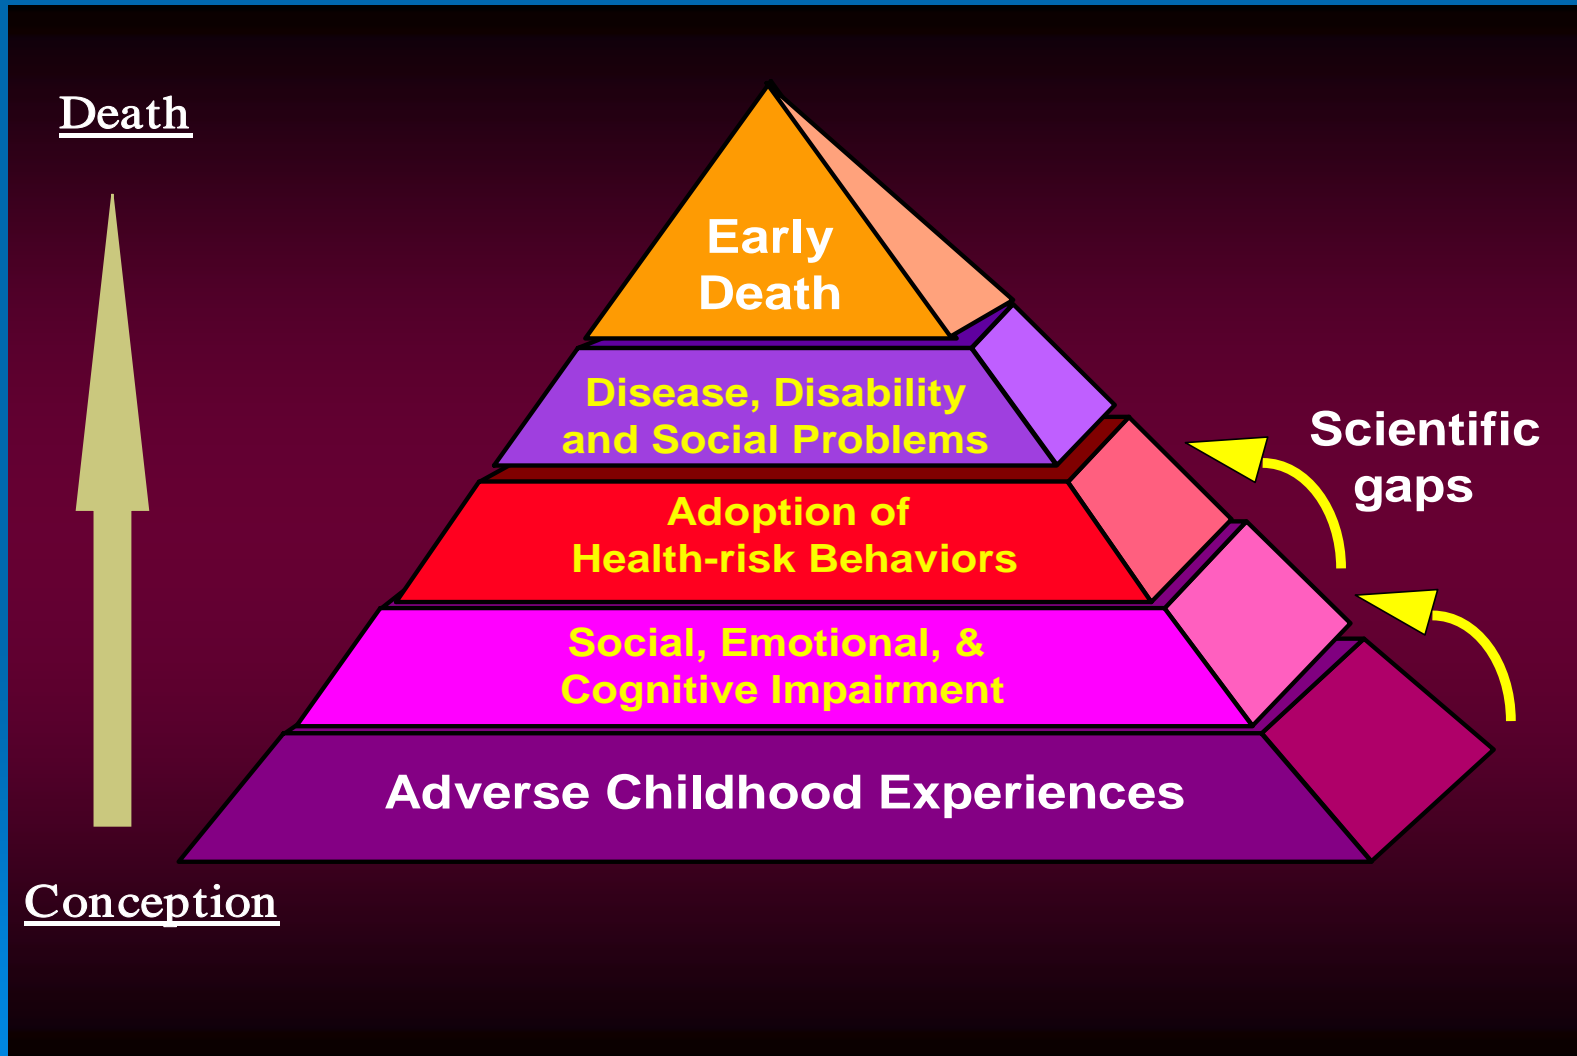 Death
Early
Death
Disease, Disability
and Social Problems
Scientific
gaps
Adoption of
Health-risk Behaviors
Social, Emotional, &
Cognitive Impairment
Adverse Childhood Experiences
Conception